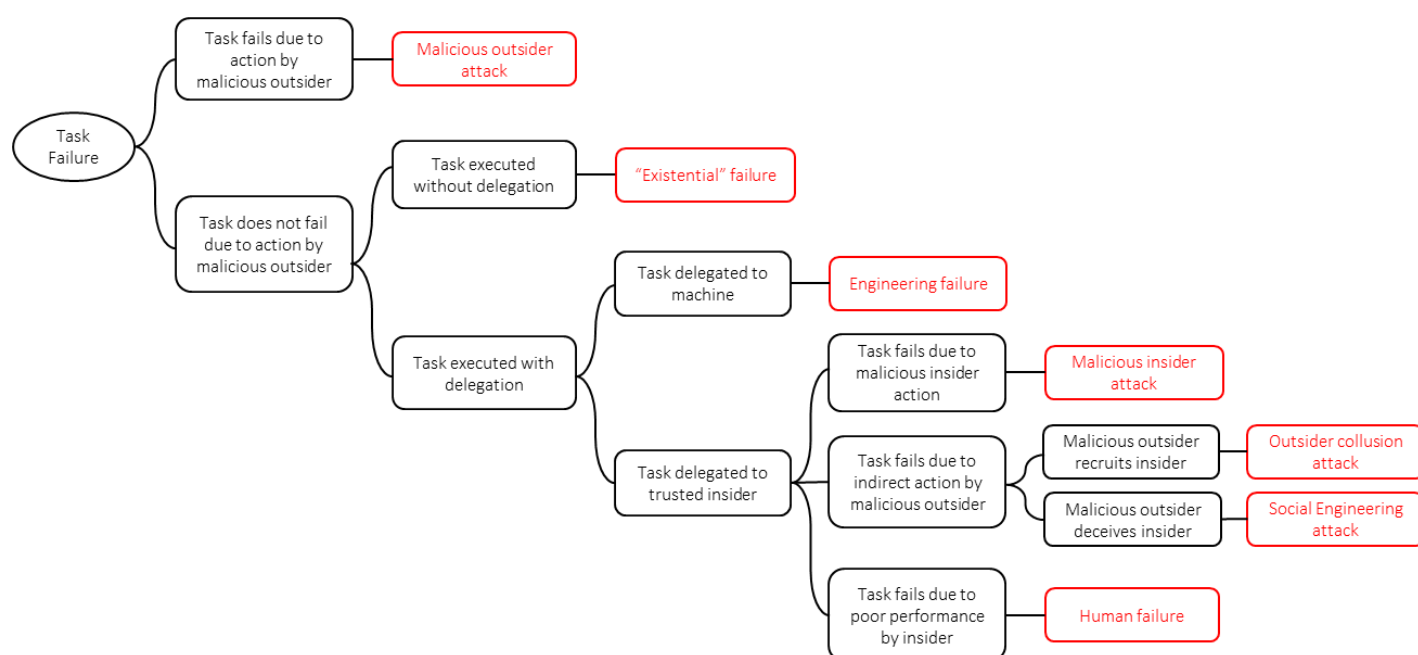 Task fails due to
action by
malicious outsider
Malicious outsider
attack
Task
Failure
Task executed
without delegation
“Existential” failure
Task does not fail
due to action by
malicious outsider
Task delegated to
machine
Engineering failure
Task executed with
delegation
Task fails due to
malicious insider
action
Malicious insider
attack
Task delegated to
trusted insider
Task fails due to
indirect action by
malicious outsider
Malicious outsider
recruits insider
Outsider collusion
attack
Malicious outsider
deceives insider
Social Engineering
attack
Task fails due to
poor performance
by insider
Human failure